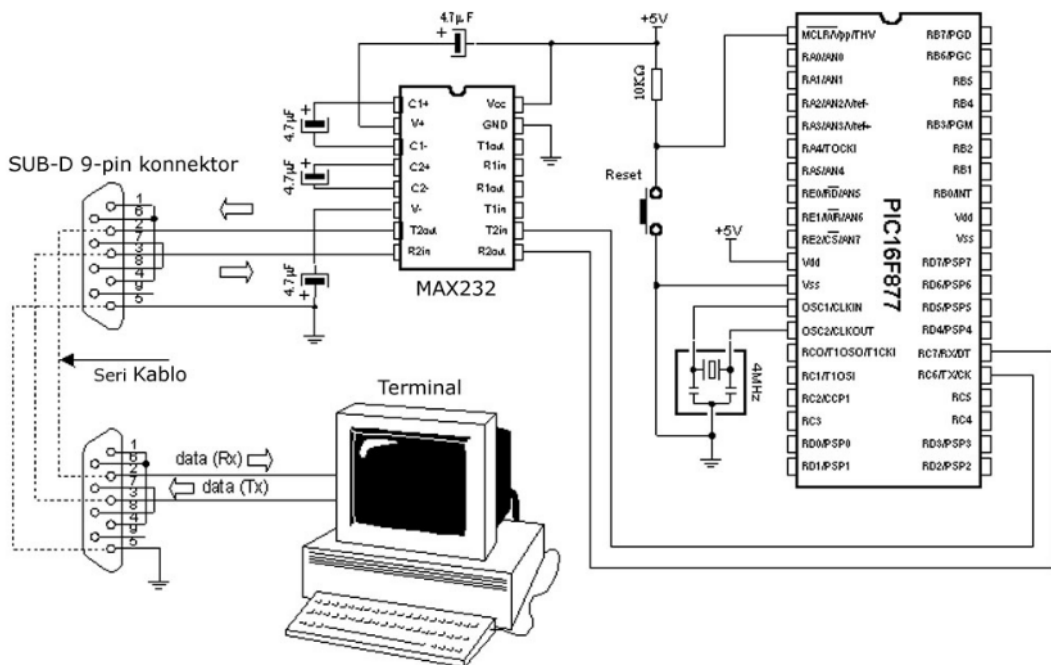 4.7µF
+
+5V
10KΩ
Reset
+5V
4MHz
SUB-D 9-pin konnektor
1
6
2
7
3
8
4
9
5
+
4.7µF
4.7µF
+
4.7µF
+
C1+
V+
C1-
C2+
C2-
V-
T2out
R2in
Vcc
GND
T1out
R1in
R1out
T1in
T2in
R2out
MAX232
MCLR/Vpp/THV
RA0/AN0
RA1/AN1
RA2/AN2/Vref-
RA3/AN3/Vref+
RA4/TOCKI
RA5/AN4
RE0/RD/AN5
RE1/WR/AN6
RE2/CS/AN7
Vdd
Vss
OSC1/CLKIN
OSC2/CLKOUT
RC0/T1OSO/T1CKI
RC1/T1OSI
RC2/CCP1
RC3
RD0/PSP0
RD1/PSP1
PIC16F877
RB7/PGD
RB6/PGC
RB5
RB4
RB3/PGM
RB2
RB1
RB0/INT
Vdd
Vss
RD7/PSP7
RD6/PSP6
RD5/PSP5
RD4/PSP4
RC7/RX/DT
RC6/TX/CK
RC5
RC4
RD3/PSP3
RD2/PSP2
Seri Kablo
Terminal
1
6
2
7
3
8
4
9
5
data (Rx)
data (Tx)